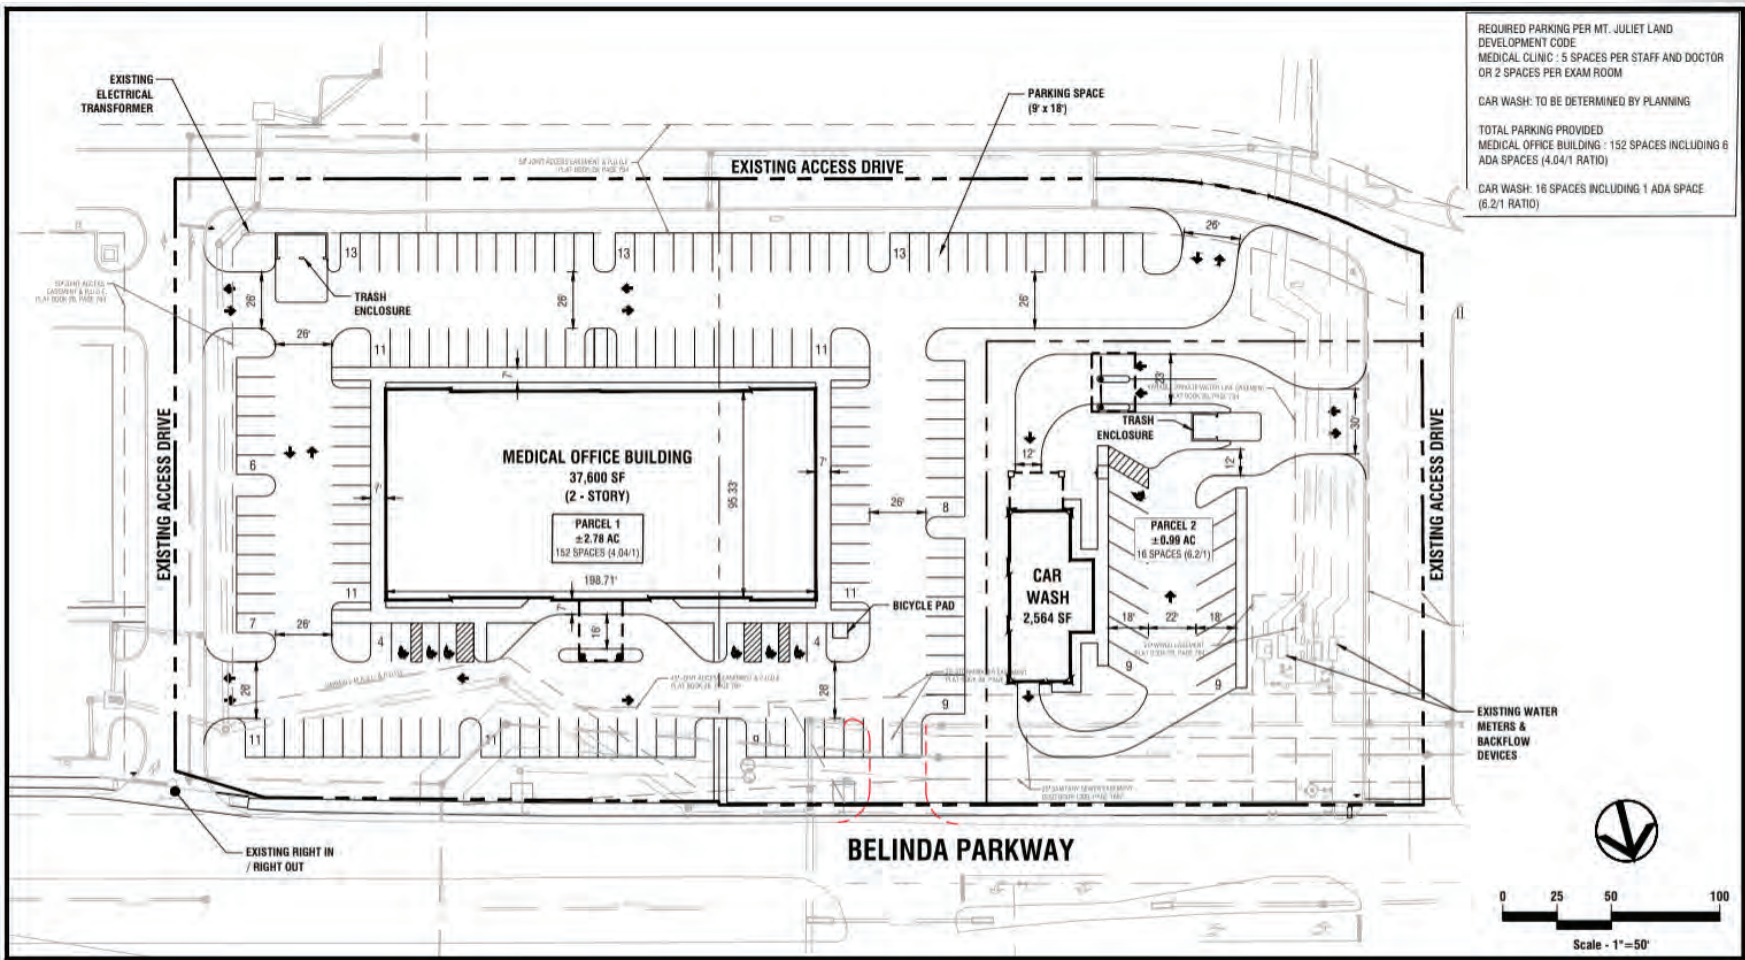 REQUIRED PARKING PER MT. JULIET LAND
DEVELOPMENT CODE
MEDICAL CLINIC : 5 SPACES PER STAFF AND DOCTOR
OR 2 SPACES PER EXAM ROOM
CAR WASH: TO BE DETERMINED BY PLANNING
TOTAL PARKING PROVIDED
MEDICAL OFFICE BUILDING : 152 SPACES INCLUDING 6
ADA SPACES (4.04/1 RATIO)
CAR WASH: 16 SPACES INCLUDING 1 ADA SPACE
(6.2/1 RATIO)
EXISTING
ELECTRICAL
TRANSFORMER
PARKING SPACE
(9' x 18')
EXISTING ACCESS DRIVE
13
13
13
26'
TRASH
ENCLOSURE
26'
26'
26'
26'
11
11
7'
EXISTING ACCESS DRIVE
6
7
26'
26'
11
11
7'
7'
MEDICAL OFFICE BUILDING
37,600 SF
(2 - STORY)
PARCEL 1
±2.78 AC
152 SPACES (4.04/1)
95.33'
198.71'
7'
16'
4
4
BICYCLE PAD
26'
8
9
26'
11
11
9
23'
TRASH
ENCLOSURE
12'
12'
30'
EXISTING ACCESS DRIVE
PARCEL 2
±0.99 AC
16 SPACES (6.2/1)
CAR
WASH
2,564 SF
18'
22'
18'
9
9
EXISTING WATER
METERS &
BACKFLOW
DEVICES
EXISTING RIGHT IN
/ RIGHT OUT
BELINDA PARKWAY
0
25
50
100
Scale - 1"=50'